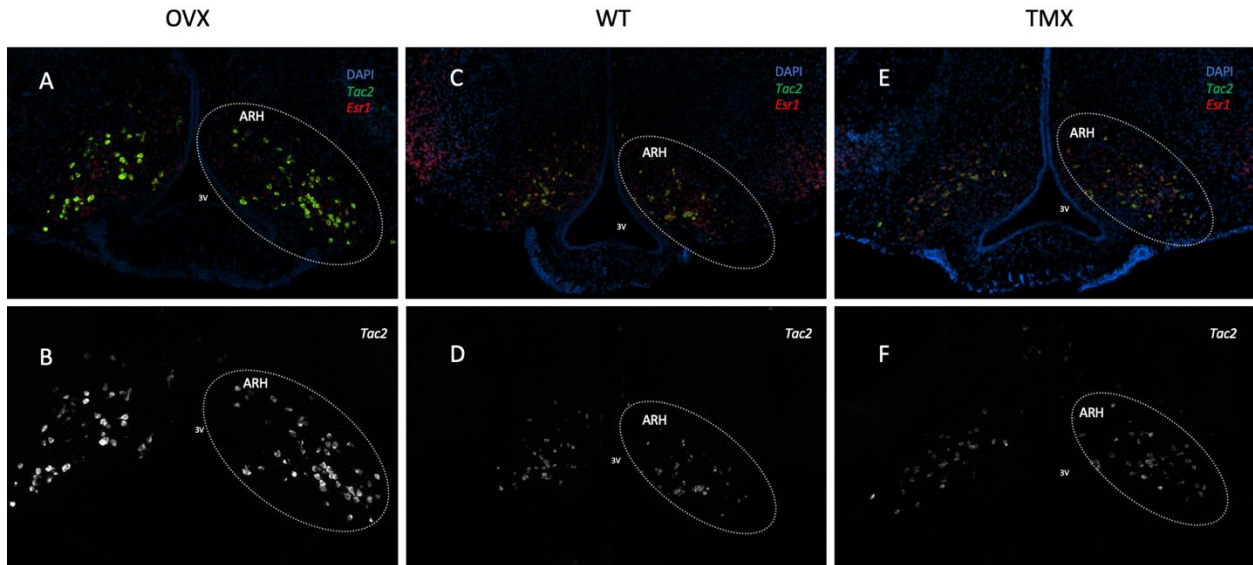 OVX
WT
TMX
A
DAPI
Tac2
Esr1
ARH
3V
C
DAPI
Tac2
Esr1
ARH
3V
E
DAPI
Tac2
Esr1
ARH
3V
B
Tac2
ARH
3V
D
Tac2
ARH
3V
F
Tac2
ARH
3V